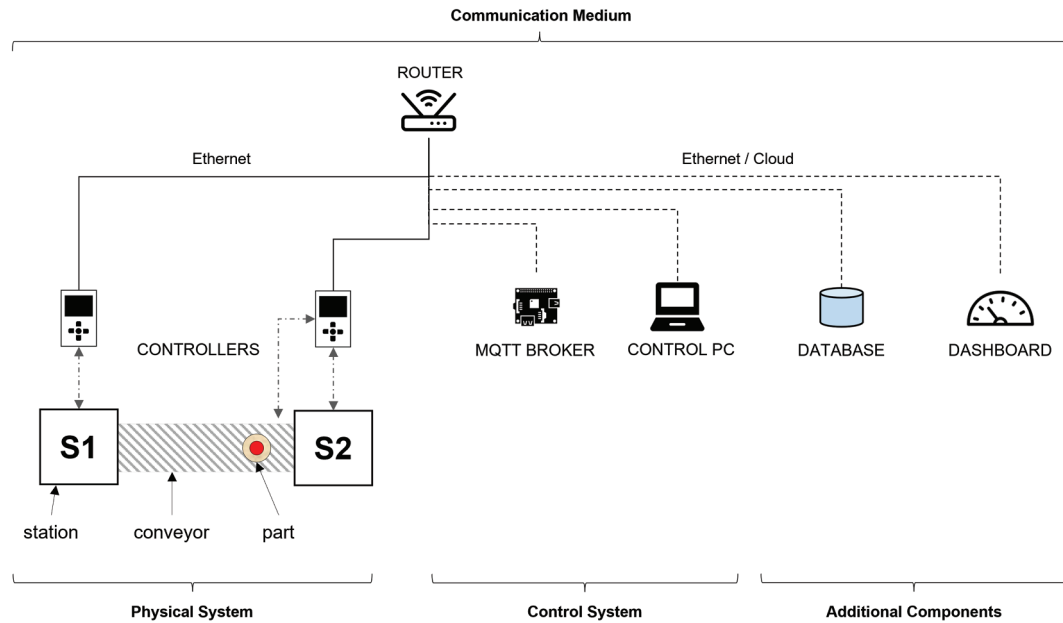 Communication Medium
ROUTER
Ethernet
Ethernet / Cloud
CONTROLLERS
MQTT BROKER
CONTROL PC
DATABASE
DASHBOARD
S1
S2
station
conveyor
part
Physical System
Control System
Additional Components